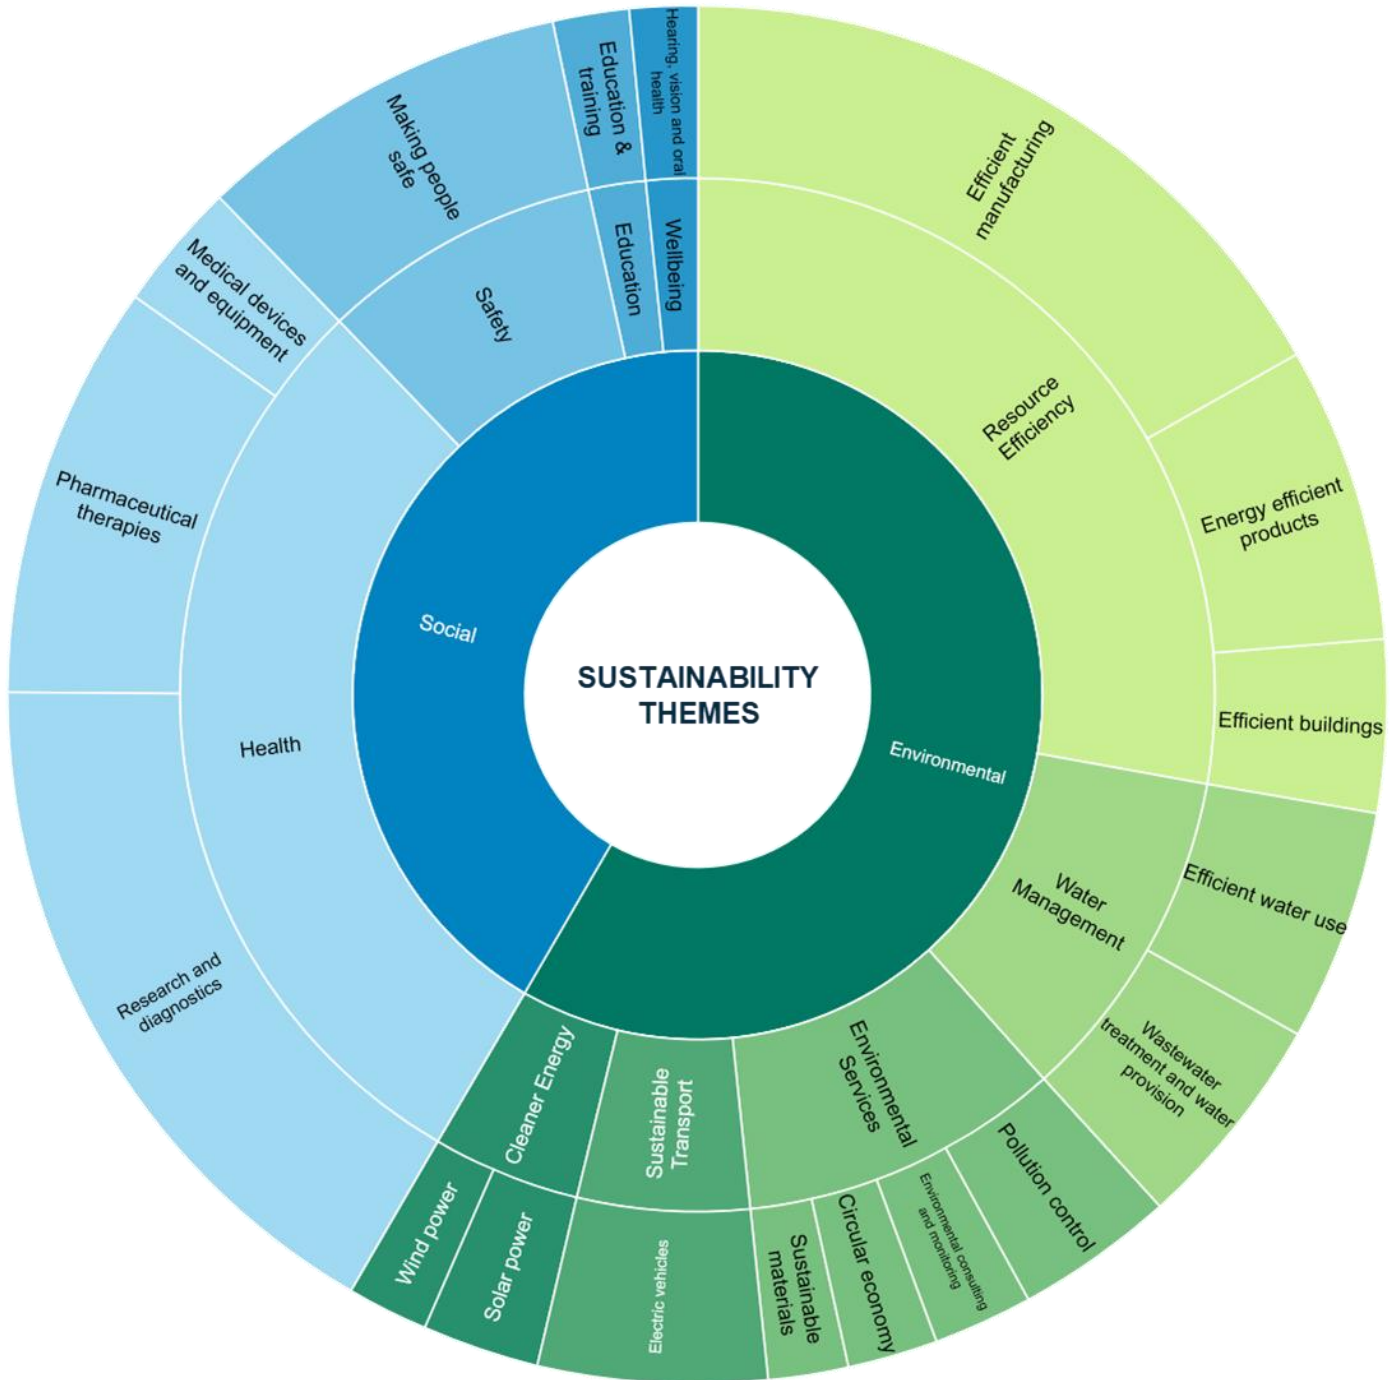 SUSTAINABILITY
THEMES
Environmental
Social
Resource
Efficiency
Water
Management
Environmental
Services
Sustainable
Transport
Cleaner Energy
Health
Safety
Education
Wellbeing
Efficient
manufacturing
Energy efficient
products
Efficient buildings
Efficient water use
Wastewater
treatment and water
provision
Pollution control
Environmental consulting
and monitoring
Circular economy
Sustainable
materials
Electric vehicles
Solar power
Wind power
Research and
diagnostics
Pharmaceutical
therapies
Medical devices
and equipment
Making people
safe
Education &
training
Hearing, vision and oral
health